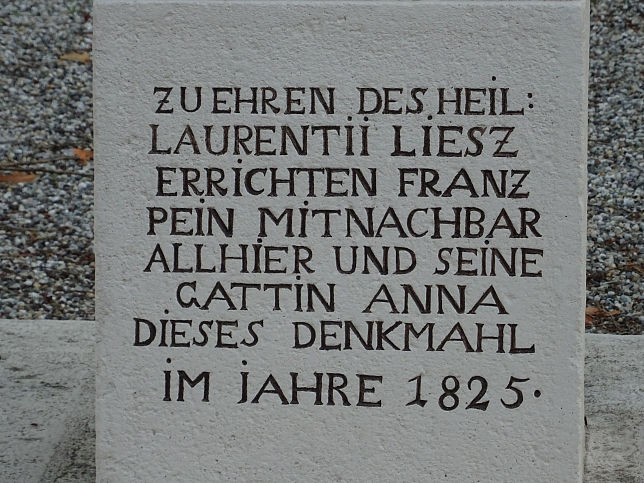 ZU EHREN DES HEIL:
LAURENTII LIESZ
ERRICHTEN FRANZ
PEIN MITNACHBAR
ALLHIER UND SEINE
GATTIN ANNA
DIESES DENKMAHL
IM JAHRE 1825.